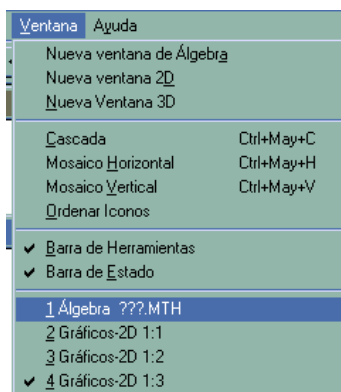 Ventana Ayuda
Nueva ventana de Álgebra
Nueva ventana 2D
Nueva Ventana 3D
Cascada Ctrl+May+C
Mosaico Horizontal Ctrl+May+H
Mosaico Vertical Ctrl+May+V
Ordenar Iconos
Barra de Herramientas
Barra de Estado
1 Álgebra ???.MTH
2 Gráficos-2D 1:1
3 Gráficos-2D 1:2
4 Gráficos-2D 1:3